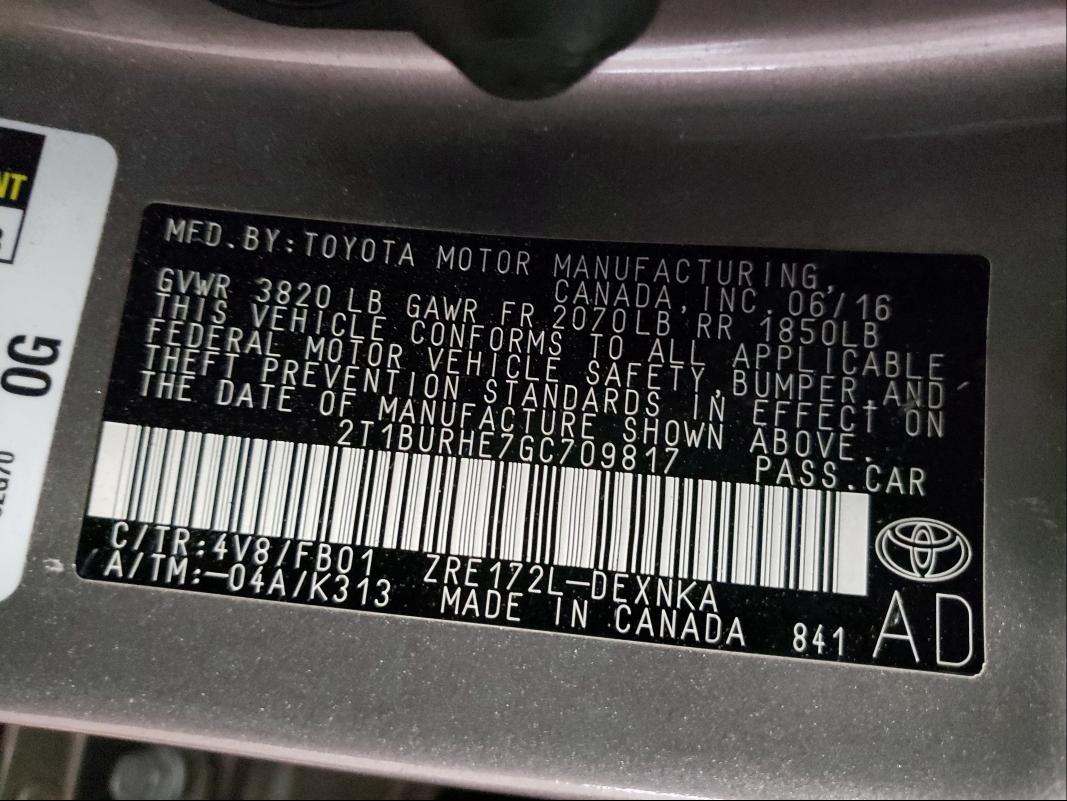 NT
0G
MFD.BY:TOYOTA MOTOR MANUFACTURING,
CANADA, INC. 06/16
GVWR 3820 LB GAWR FR 2070LB RR 1850LB
THIS VEHICLE CONFORMS TO ALL APPLICABLE
FEDERAL MOTOR VEHICLE SAFETY,BUMPER,AND
THEFT PREVENTION STANDARDS IN EFFECT ON
THE DATE OF MANUFACTURE SHOWN ABOVE.
2T1BURHE7GC709817 PASS.CAR
C/TR:4V8/FB01 ZRE172L-DEXNKA
A/TM:-04A/K313 MADE IN CANADA 841 AD